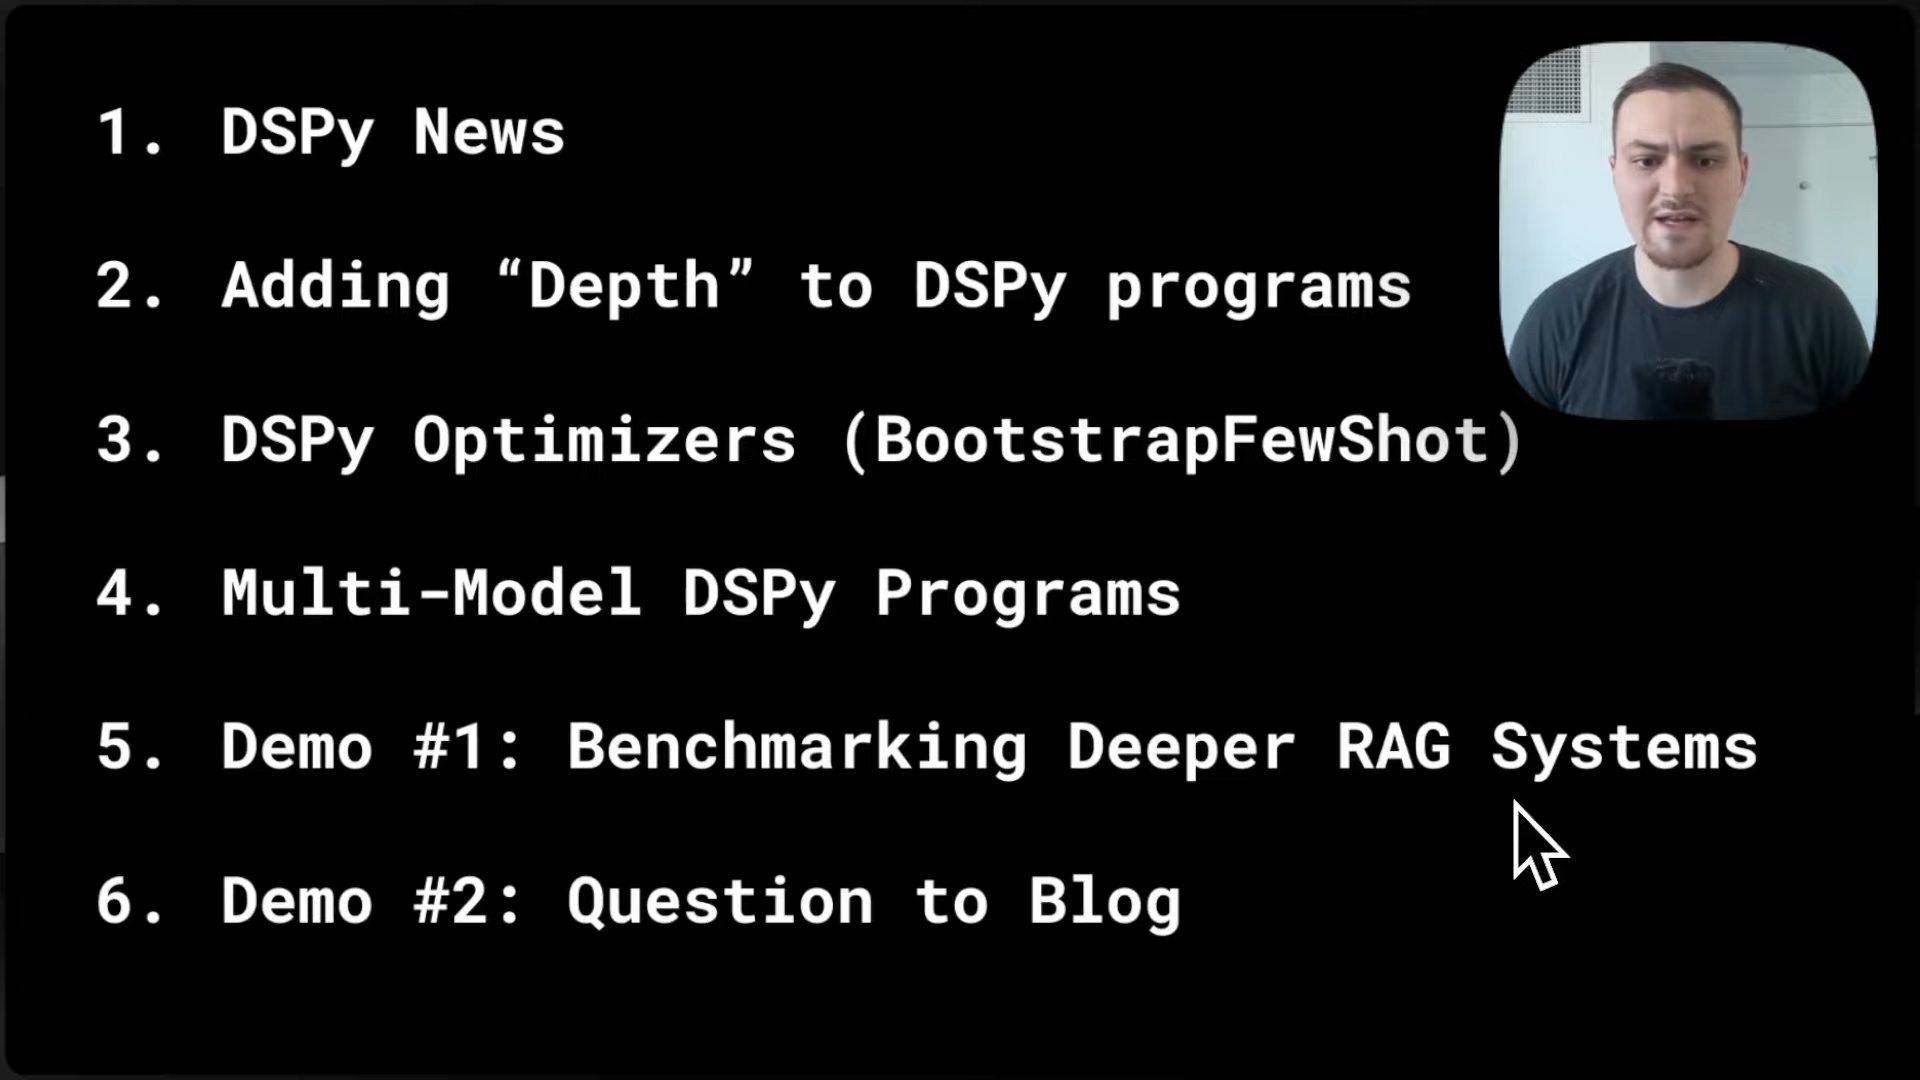 1. DSPy News
2. Adding “Depth” to DSPy programs
3. DSPy Optimizers (BootstrapFewShot)
4. Multi-Model DSPy Programs
5. Demo #1: Benchmarking Deeper RAG Systems
6. Demo #2: Question to Blog